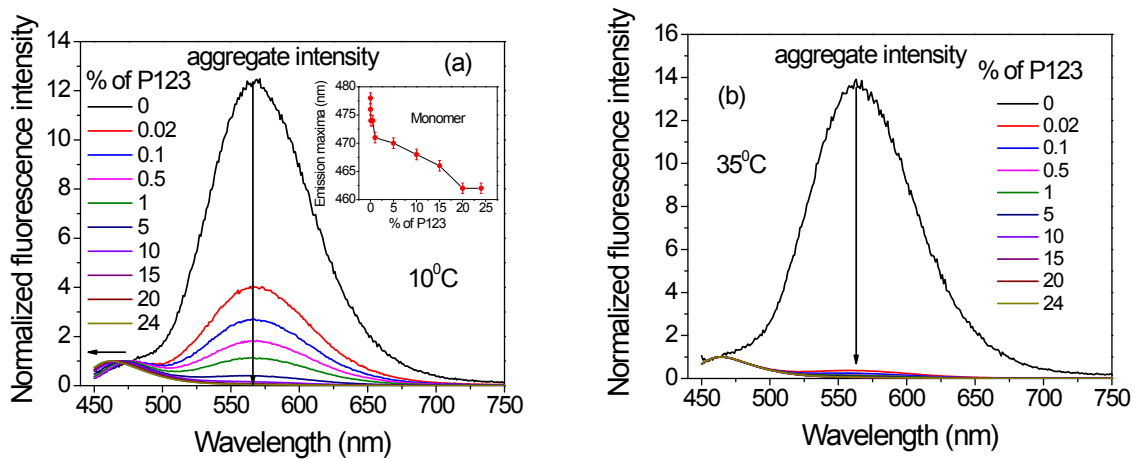 14
12
10
8
6
4
2
0
Normalized fluorescence intensity
aggregate intensity
(a)
% of P123
0
0.02
0.1
0.5
1
5
10
15
20
24
480
475
470
465
460
Emission maxima (nm)
Monomer
0 5 10 15 20 25
% of P123
10⁰C
450 500 550 600 650 700 750
Wavelength (nm)
16
14
12
10
8
6
4
2
0
Normalized fluorescence intensity
aggregate intensity
(b)
35⁰C
% of P123
0
0.02
0.1
0.5
1
5
10
15
20
24
450 500 550 600 650 700 750
Wavelength (nm)